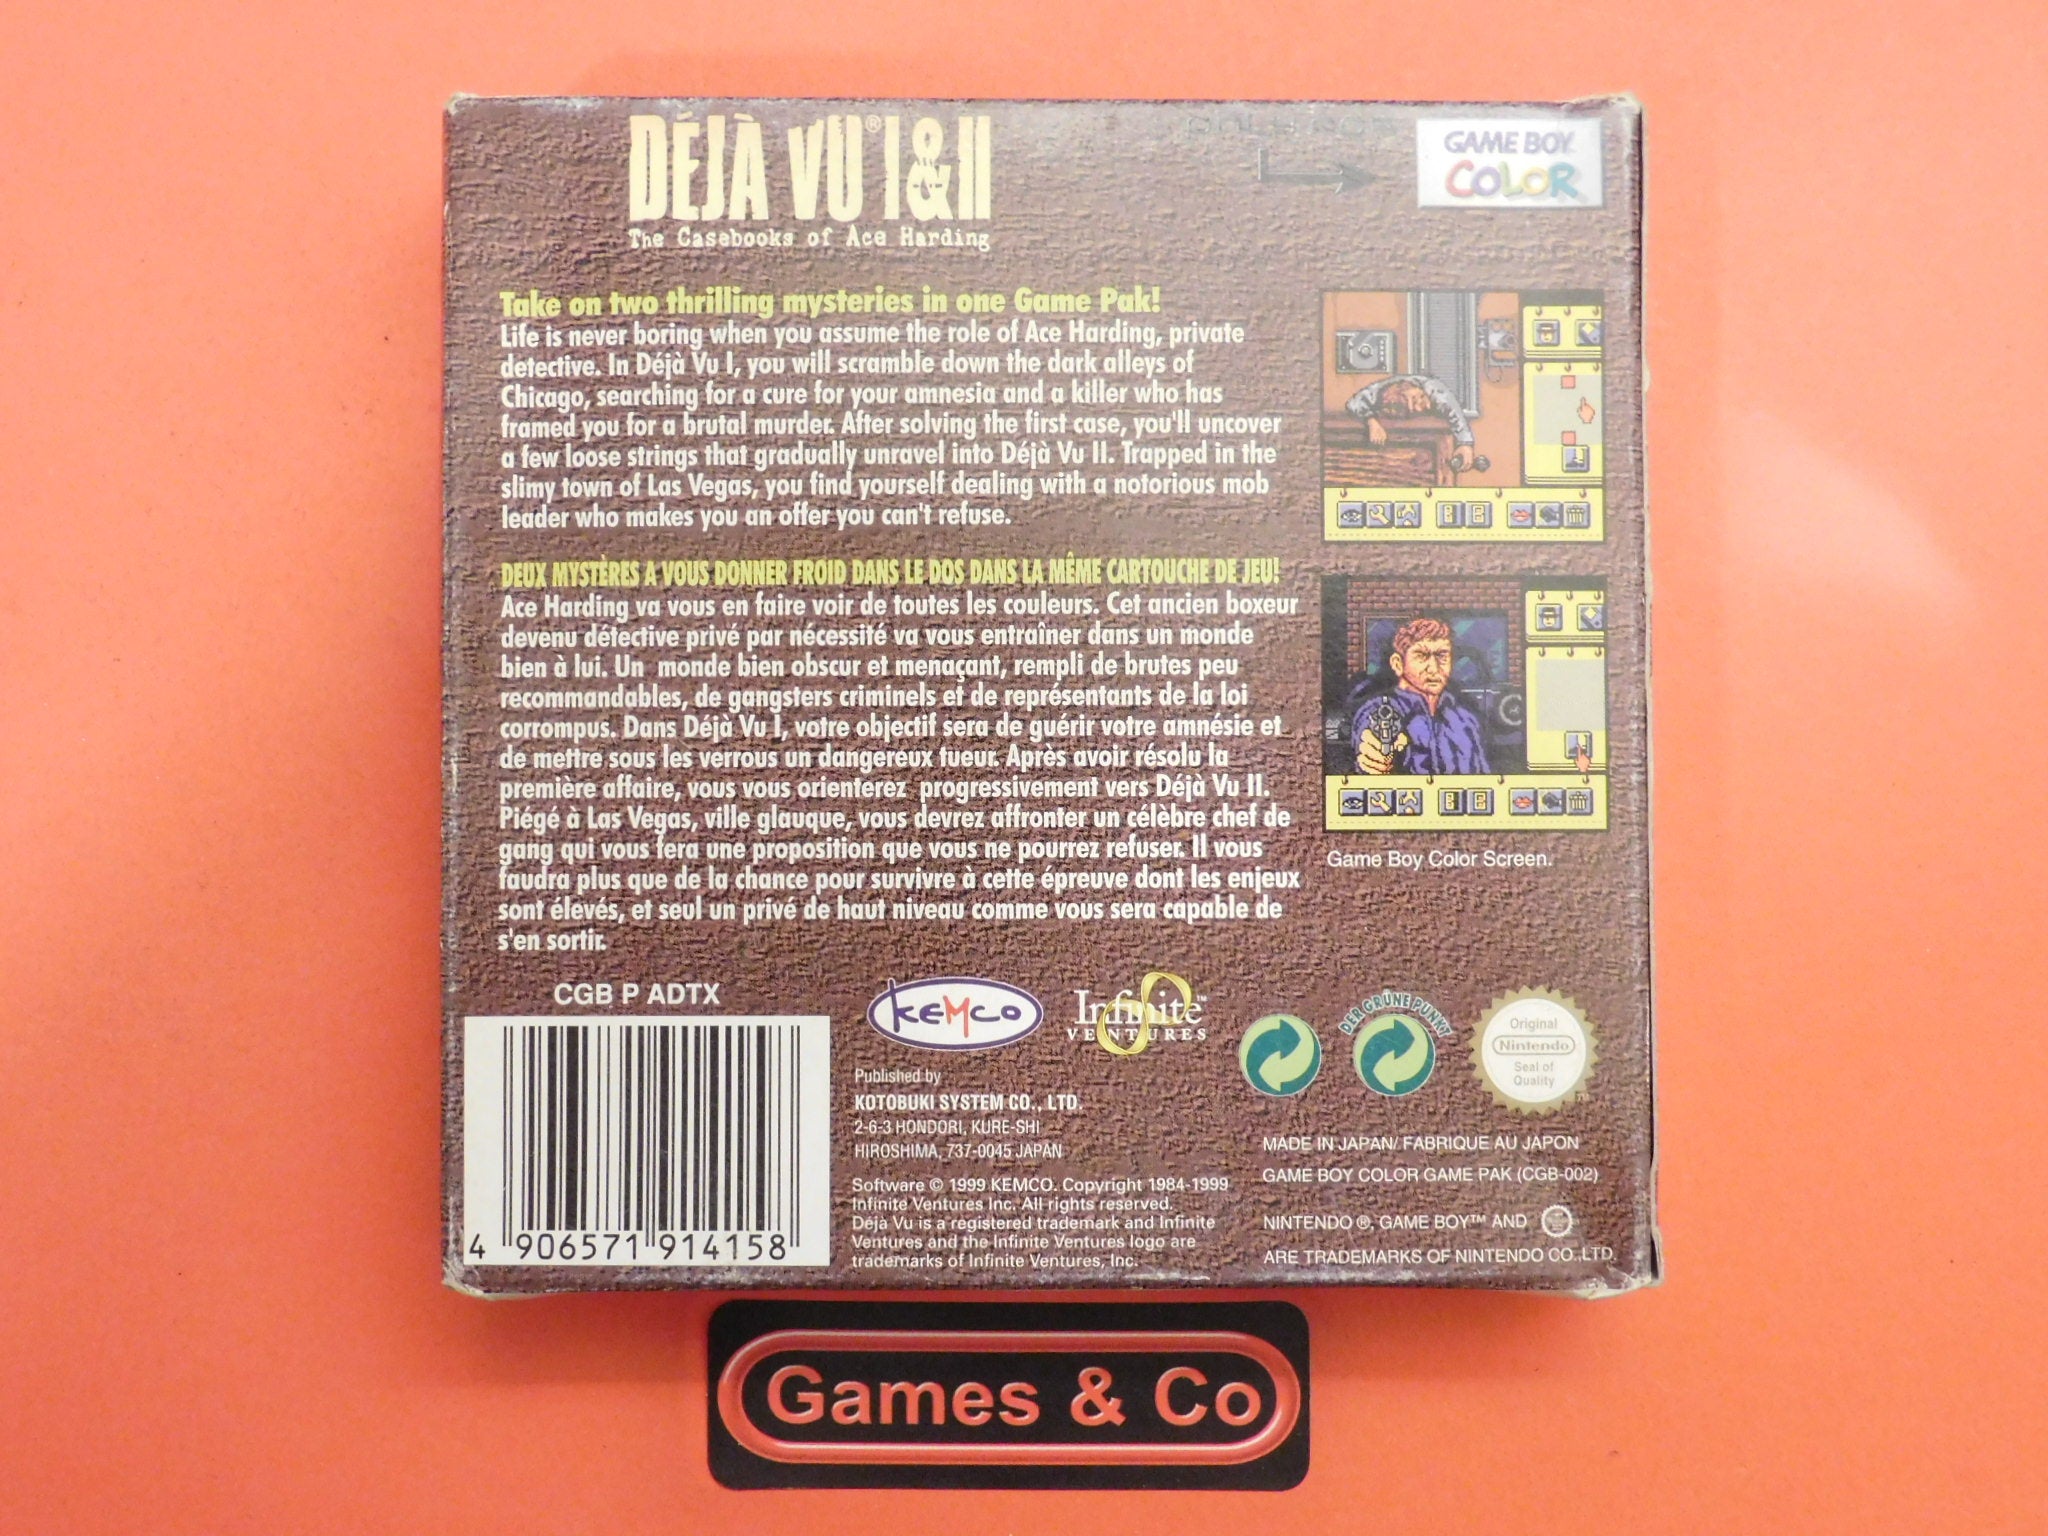 DÉJÀ VU® I&II
The Casebooks of Ace Harding
GAME BOY
COLOR
Take on two thrilling mysteries in one Game Pak!
Life is never boring when you assume the role of Ace Harding, private
detective. In Déjà Vu I, you will scramble down the dark alleys of
Chicago, searching for a cure for your amnesia and a killer who has
framed you for a brutal murder. After solving the first case, you'll uncover
a few loose strings that gradually unravel into Déjà Vu II. Trapped in the
slimy town of Las Vegas, you find yourself dealing with a notorious mob
leader who makes you an offer you can't refuse.
DEUX MYSTÈRES A VOUS DONNER FROID DANS LE DOS DANS LA MÊME CARTOUCHE DE JEU!
Ace Harding va vous en faire voir de toutes les couleurs. Cet ancien boxeur
devenu détective privé par nécessité va vous entraîner dans un monde
bien à lui. Un monde bien obscur et menaçant, rempli de brutes peu
recommandables, de gangsters criminels et de représentants de la loi
corrompus. Dans Déjà Vu I, votre objectif sera de guérir votre amnésie et
de mettre sous les verrous un dangereux tueur. Après avoir résolu la
première affaire, vous vous orienterez progressivement vers Déjà Vu II.
Piégé à Las Vegas, ville glauque, vous devrez affronter un célèbre chef de
gang qui vous fera une proposition que vous ne pourrez refuser. Il vous
faudra plus que de la chance pour survivre à cette épreuve dont les enjeux
sont élevés, et seul un privé de haut niveau comme vous sera capable de
s'en sortir.
Game Boy Color Screen.
CGB P ADTX
4 906571 914158
KEMCO
Infinite™
VENTURES
Published by
KOTOBUKI SYSTEM CO., LTD.
2-6-3 HONDORI, KURE-SHI
HIROSHIMA, 737-0045 JAPAN
Software © 1999 KEMCO. Copyright 1984-1999
Infinite Ventures Inc. All rights reserved.
Déjà Vu is a registered trademark and Infinite
Ventures and the Infinite Ventures logo are
trademarks of Infinite Ventures, Inc.
DER GRÜNE PUNKT
Original
Nintendo
Seal of
Quality
MADE IN JAPAN/ FABRIQUE AU JAPON
GAME BOY COLOR GAME PAK (CGB-002)
NINTENDO ®, GAME BOY™ AND
ARE TRADEMARKS OF NINTENDO CO.,LTD.
Games & Co